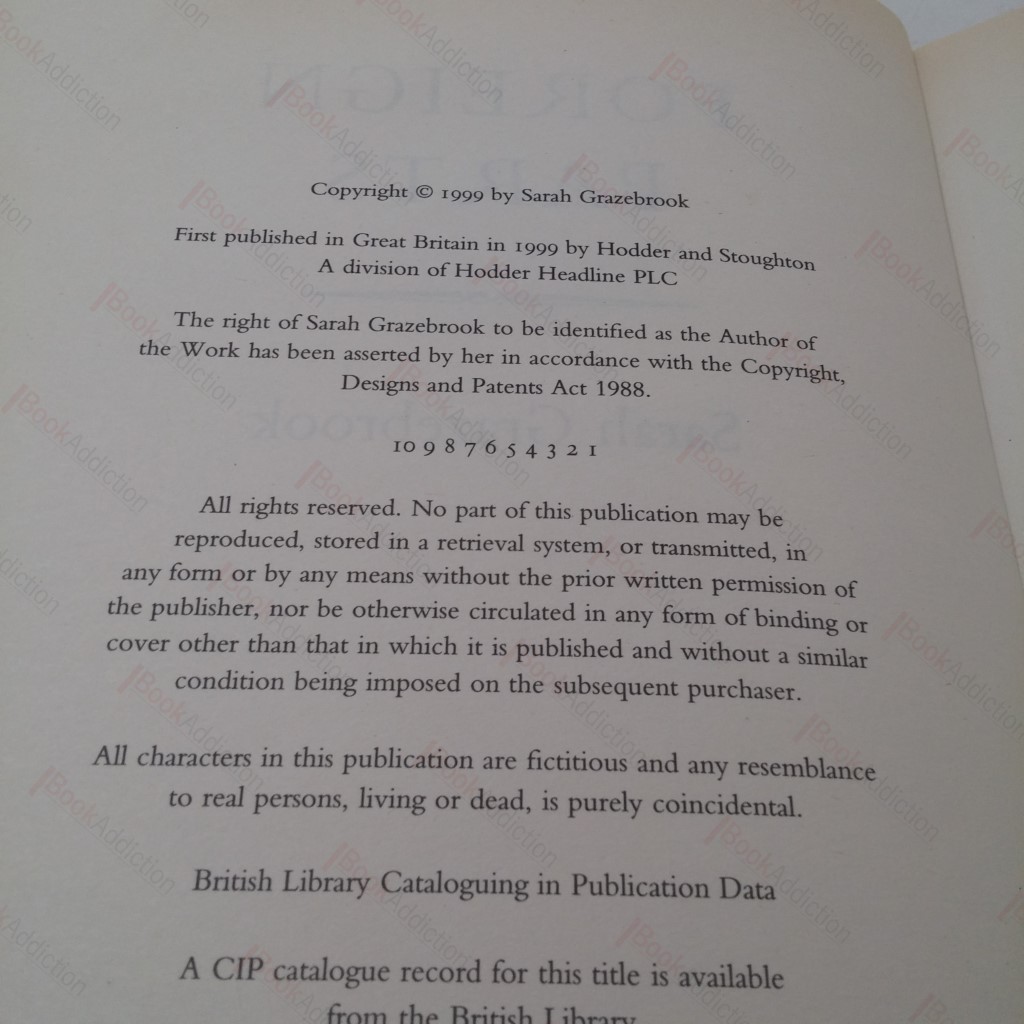 Copyright © 1999 by Sarah Grazebrook
First published in Great Britain in 1999 by Hodder and Stoughton
A division of Hodder Headline PLC
The right of Sarah Grazebrook to be identified as the Author of
the Work has been asserted by her in accordance with the Copyright,
Designs and Patents Act 1988.
10 9 8 7 6 5 4 3 2 1
All rights reserved. No part of this publication may be
reproduced, stored in a retrieval system, or transmitted, in
any form or by any means without the prior written permission of
the publisher, nor be otherwise circulated in any form of binding or
cover other than that in which it is published and without a similar
condition being imposed on the subsequent purchaser.
All characters in this publication are fictitious and any resemblance
to real persons, living or dead, is purely coincidental.
British Library Cataloguing in Publication Data
A CIP catalogue record for this title is available
from the British Library